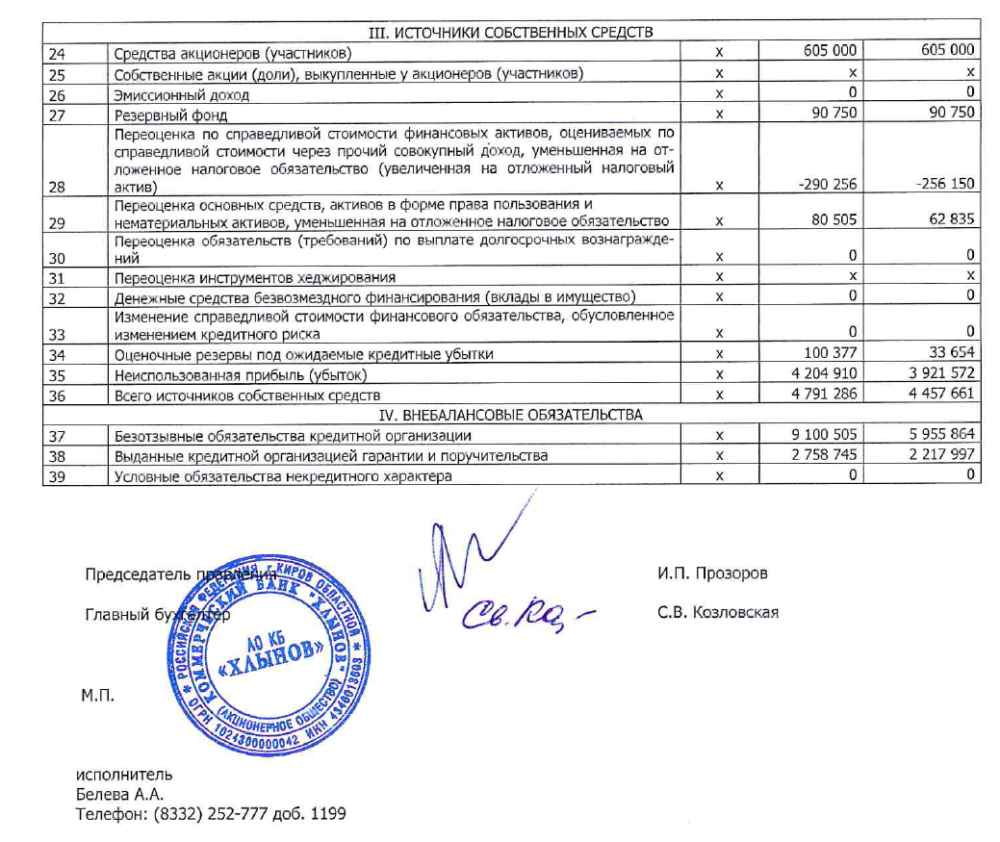 III. ИСТОЧНИКИ СОБСТВЕННЫХ СРЕДСТВ
24 Средства акционеров (участников) x 605 000 605 000
25 Собственные акции (доли), выкупленные у акционеров (участников) x x x
26 Эмиссионный доход x 0 0
27 Резервный фонд x 90 750 90 750
Переоценка по справедливой стоимости финансовых активов, оцениваемых по
справедливой стоимости через прочий совокупный доход, уменьшенная на от-
ложенное налоговое обязательство (увеличенная на отложенный налоговый
28 актив) x -290 256 -256 150
Переоценка основных средств, активов в форме права пользования и
29 нематериальных активов, уменьшенная на отложенное налоговое обязательство x 80 505 62 835
Переоценка обязательств (требований) по выплате долгосрочных вознагражде-
30 ний x 0 0
31 Переоценка инструментов хеджирования x x x
32 Денежные средства безвозмездного финансирования (вклады в имущество) x 0 0
Изменение справедливой стоимости финансового обязательства, обусловленное
33 изменением кредитного риска x 0 0
34 Оценочные резервы под ожидаемые кредитные убытки x 100 377 33 654
35 Неиспользованная прибыль (убыток) x 4 204 910 3 921 572
36 Всего источников собственных средств x 4 791 286 4 457 661
IV. ВНЕБАЛАНСОВЫЕ ОБЯЗАТЕЛЬСТВА
37 Безотзывные обязательства кредитной организации x 9 100 505 5 955 864
38 Выданные кредитной организацией гарантии и поручительства x 2 758 745 2 217 997
39 Условные обязательства некредитного характера x 0 0
Председатель правления И.П. Прозоров
Главный бухгалтер С.В. Козловская
* РОССИЙСКАЯ ФЕДЕРАЦИЯ г.КИРОВ ОБЛАСТНОЙ *
ОГРН 1024300000042 ИНН 4346013603
КОММЕРЧЕСКИЙ БАНК "ХЛЫНОВ"
(АКЦИОНЕРНОЕ ОБЩЕСТВО)
АО КБ
«ХЛЫНОВ»
М.П.
исполнитель
Белева А.А.
Телефон: (8332) 252-777 доб. 1199